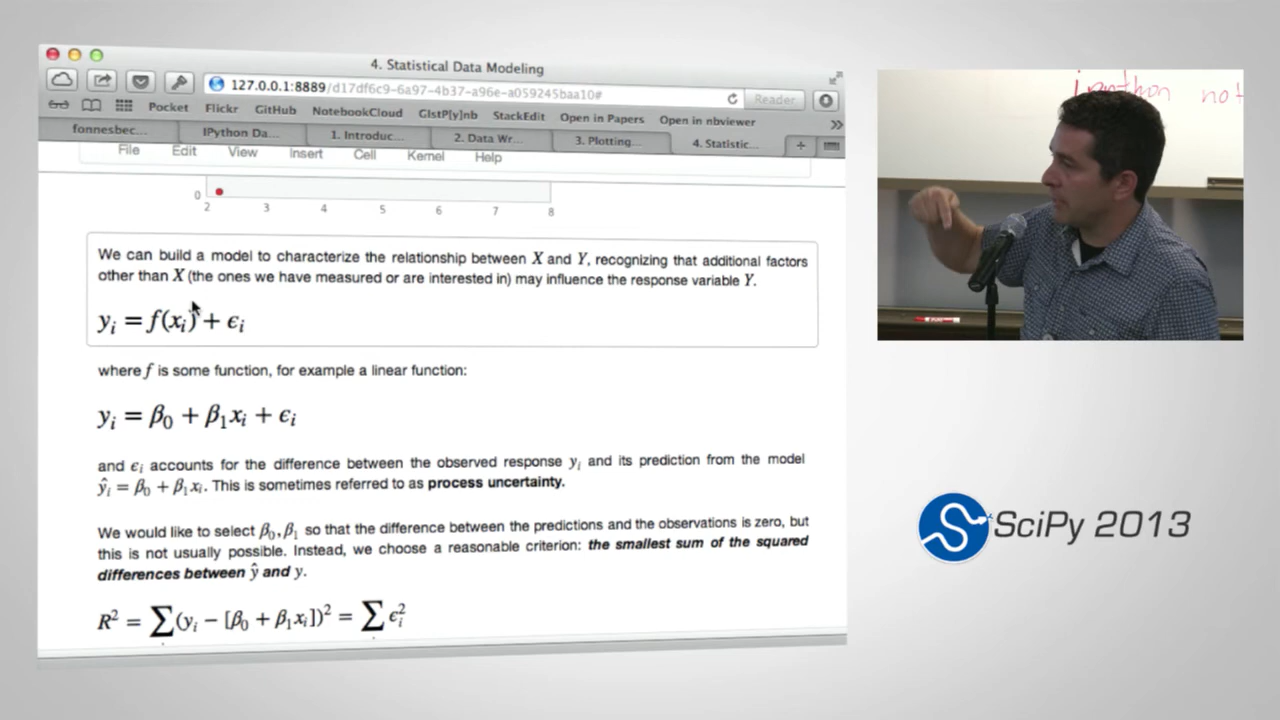 4. Statistical Data Modeling
127.0.0.1:8889/d17df6c9-6a97-4b37-a96e-a059245baa10#
Reader
Pocket Flickr GitHub NotebookCloud GIstP[y]nb StackEdit Open in Papers Open in nbviewer
fonnesbec... IPython Da... 1. Introduc... 2. Data Wr... 3. Plotting... 4. Statistic...
File Edit View Insert Cell Kernel Help
0
2 3 4 5 6 7 8
We can build a model to characterize the relationship between X and Y, recognizing that additional factors
other than X (the ones we have measured or are interested in) may influence the response variable Y.
yᵢ = f(xᵢ) + ϵᵢ
where f is some function, for example a linear function:
yᵢ = β₀ + β₁xᵢ + ϵᵢ
and ϵᵢ accounts for the difference between the observed response yᵢ and its prediction from the model
ŷᵢ = β₀ + β₁xᵢ. This is sometimes referred to as process uncertainty.
We would like to select β₀, β₁ so that the difference between the predictions and the observations is zero, but
this is not usually possible. Instead, we choose a reasonable criterion: the smallest sum of the squared
differences between ŷ and y.
R² = ∑(yᵢ − [β₀ + β₁xᵢ])² = ∑ ϵᵢ²
ipython not
SciPy 2013